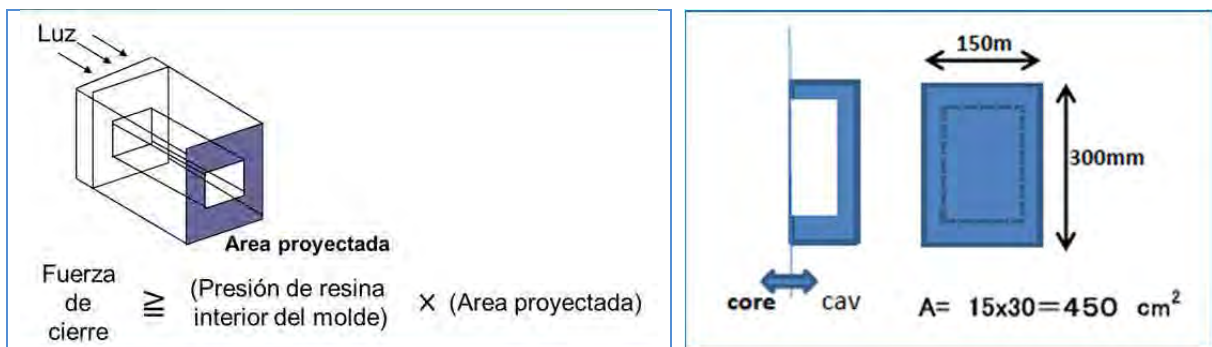 Luz
Area proyectada
Fuerza de cierre ≧ (Presión de resina interior del molde) × (Area proyectada)
150m
300mm
core
cav
A= 15x30=450 cm²